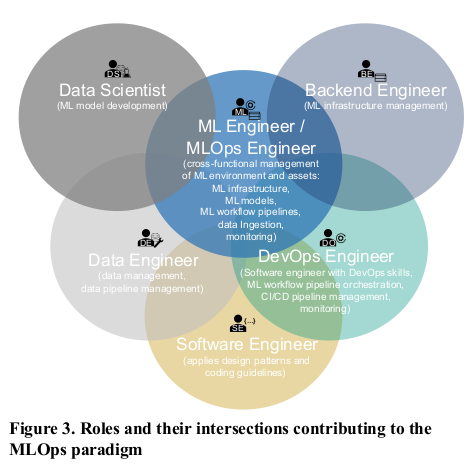 DS
Data Scientist
(ML model development)
BE
Backend Engineer
(ML infrastructure management)
ML
ML Engineer /
MLOps Engineer
(cross-functional management
of ML environment and assets:
ML infrastructure,
ML models,
ML workflow pipelines,
data Ingestion,
monitoring)
DE
Data Engineer
(data management,
data pipeline management)
DO
DevOps Engineer
(Software engineer with DevOps skills,
ML workflow pipeline orchestration,
CI/CD pipeline management,
monitoring)
SE {...}
Software Engineer
(applies design patterns and
coding guidelines)
Figure 3. Roles and their intersections contributing to the
MLOps paradigm